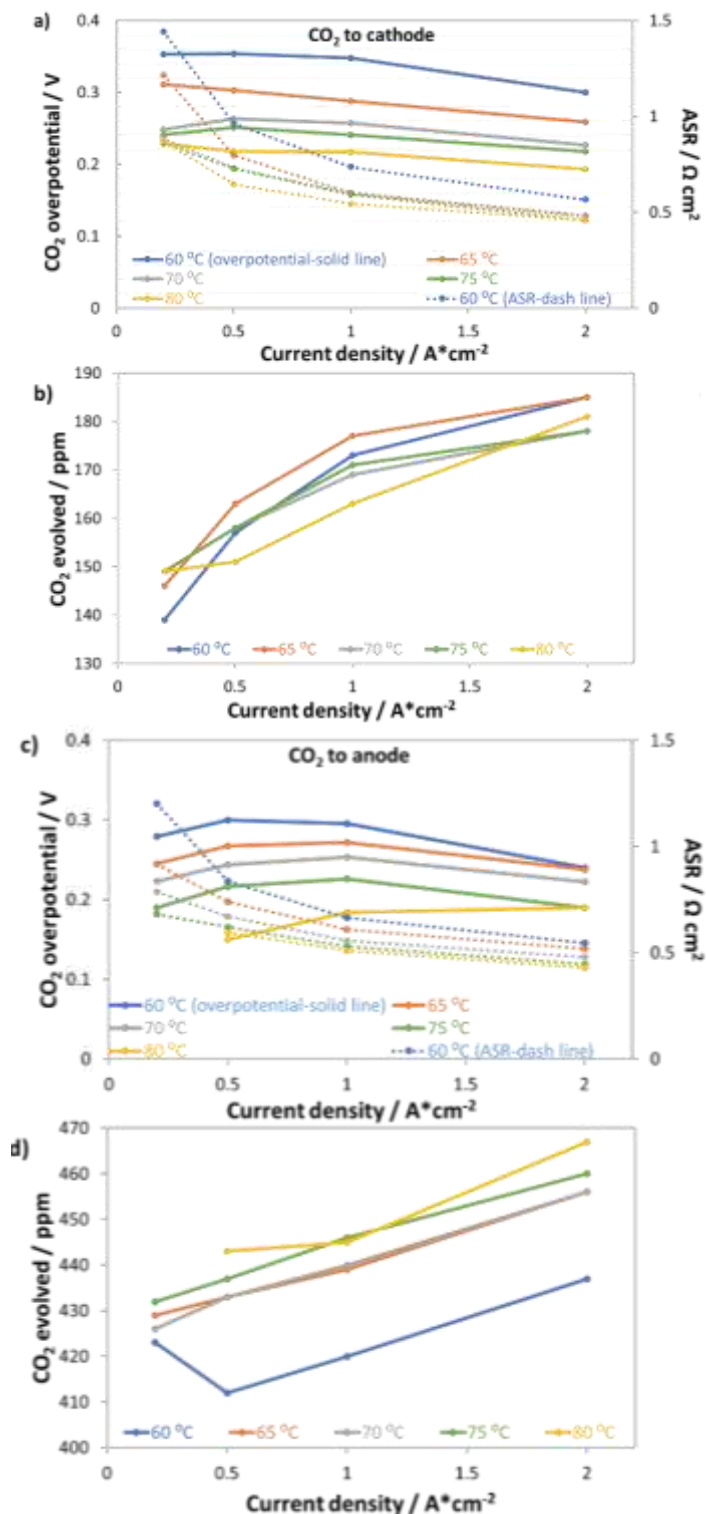 a)
CO₂ to cathode
CO₂ overpotential / V
ASR / Ω cm²
0.4
0.3
0.2
0.1
0
1.5
1
0.5
0
60 °C (overpotential-solid line)
65 °C
70 °C
75 °C
80 °C
60 °C (ASR-dash line)
0
0.5
1
1.5
2
Current density / A*cm⁻²
b)
CO₂ evolved / ppm
190
180
170
160
150
140
130
60 °C
65 °C
70 °C
75 °C
80 °C
0
0.5
1
1.5
2
Current density / A*cm⁻²
c)
CO₂ to anode
CO₂ overpotential / V
ASR / Ω cm²
0.4
0.3
0.2
0.1
0
1.5
1
0.5
0
60 °C (overpotential-solid line)
65 °C
70 °C
75 °C
80 °C
60 °C (ASR-dash line)
0
0.5
1
1.5
2
Current density / A*cm⁻²
d)
CO₂ evolved / ppm
470
460
450
440
430
420
410
400
60 °C
65 °C
70 °C
75 °C
80 °C
0
0.5
1
1.5
2
Current density / A*cm⁻²